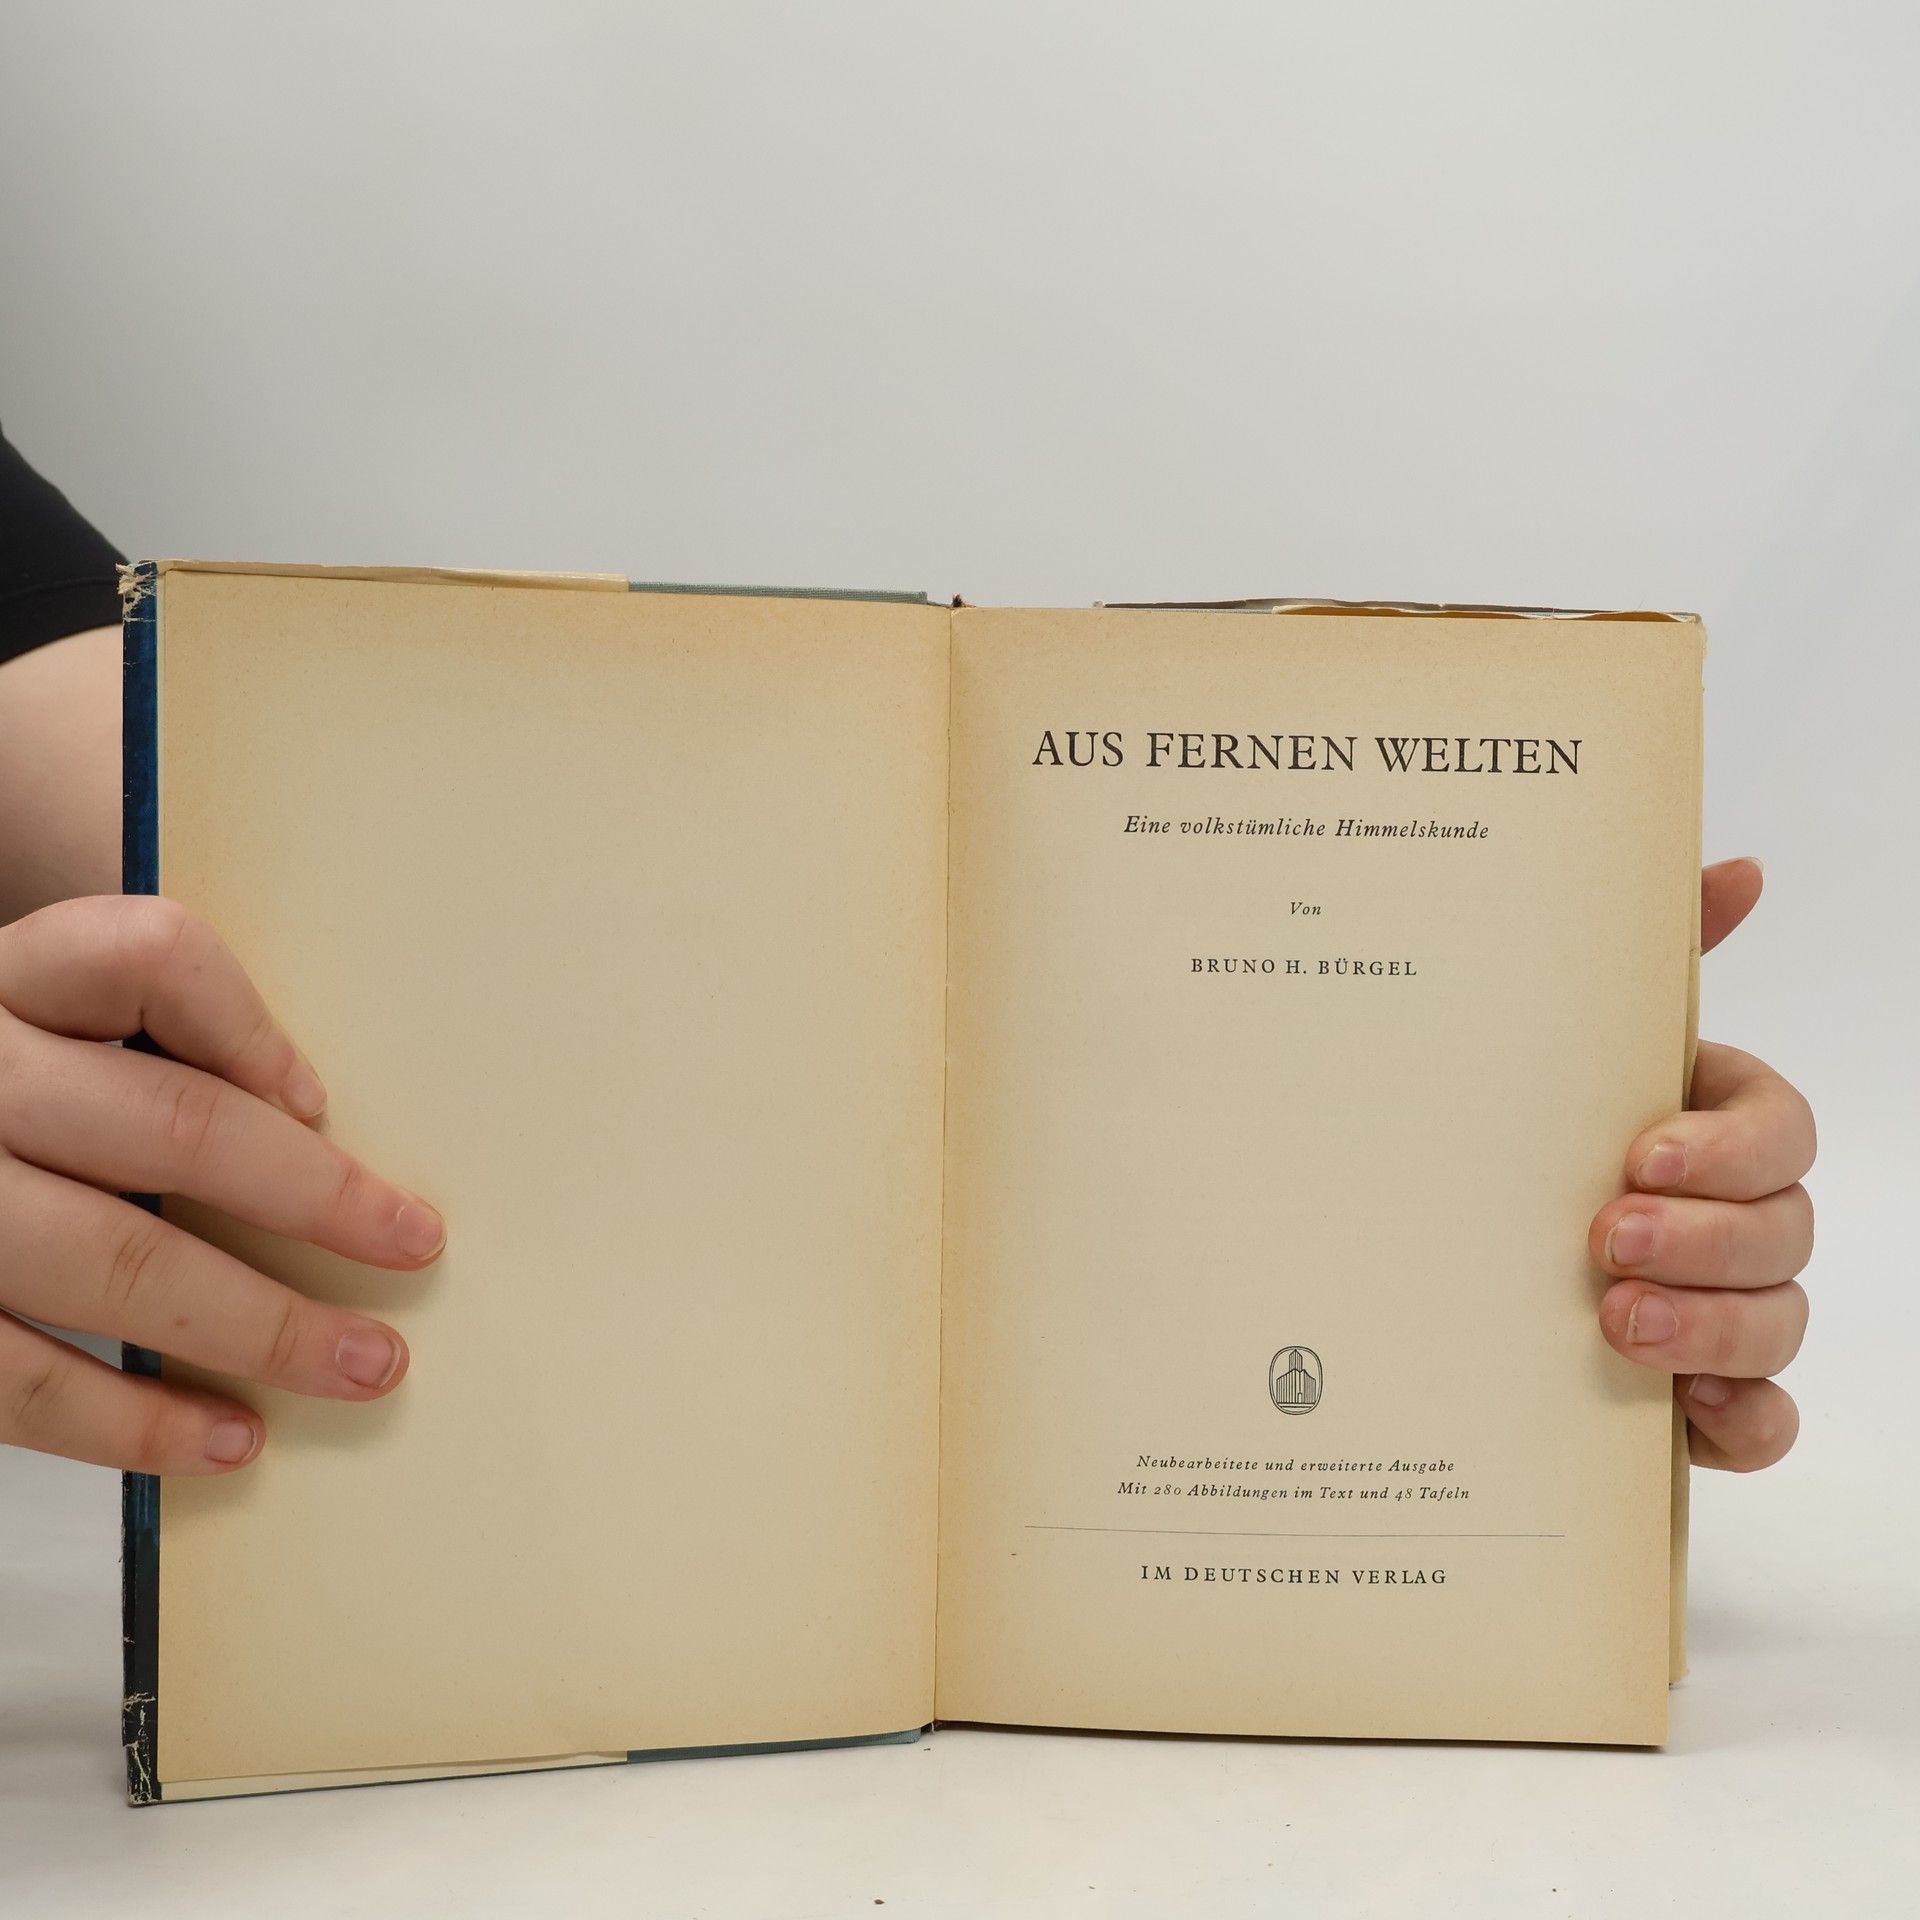 AUS FERNEN WELTEN
Eine volkstümliche Himmelskunde
Von
BRUNO H. BÜRGEL
Neubearbeitete und erweiterte Ausgabe
Mit 280 Abbildungen im Text und 48 Tafeln
IM DEUTSCHEN VERLAG